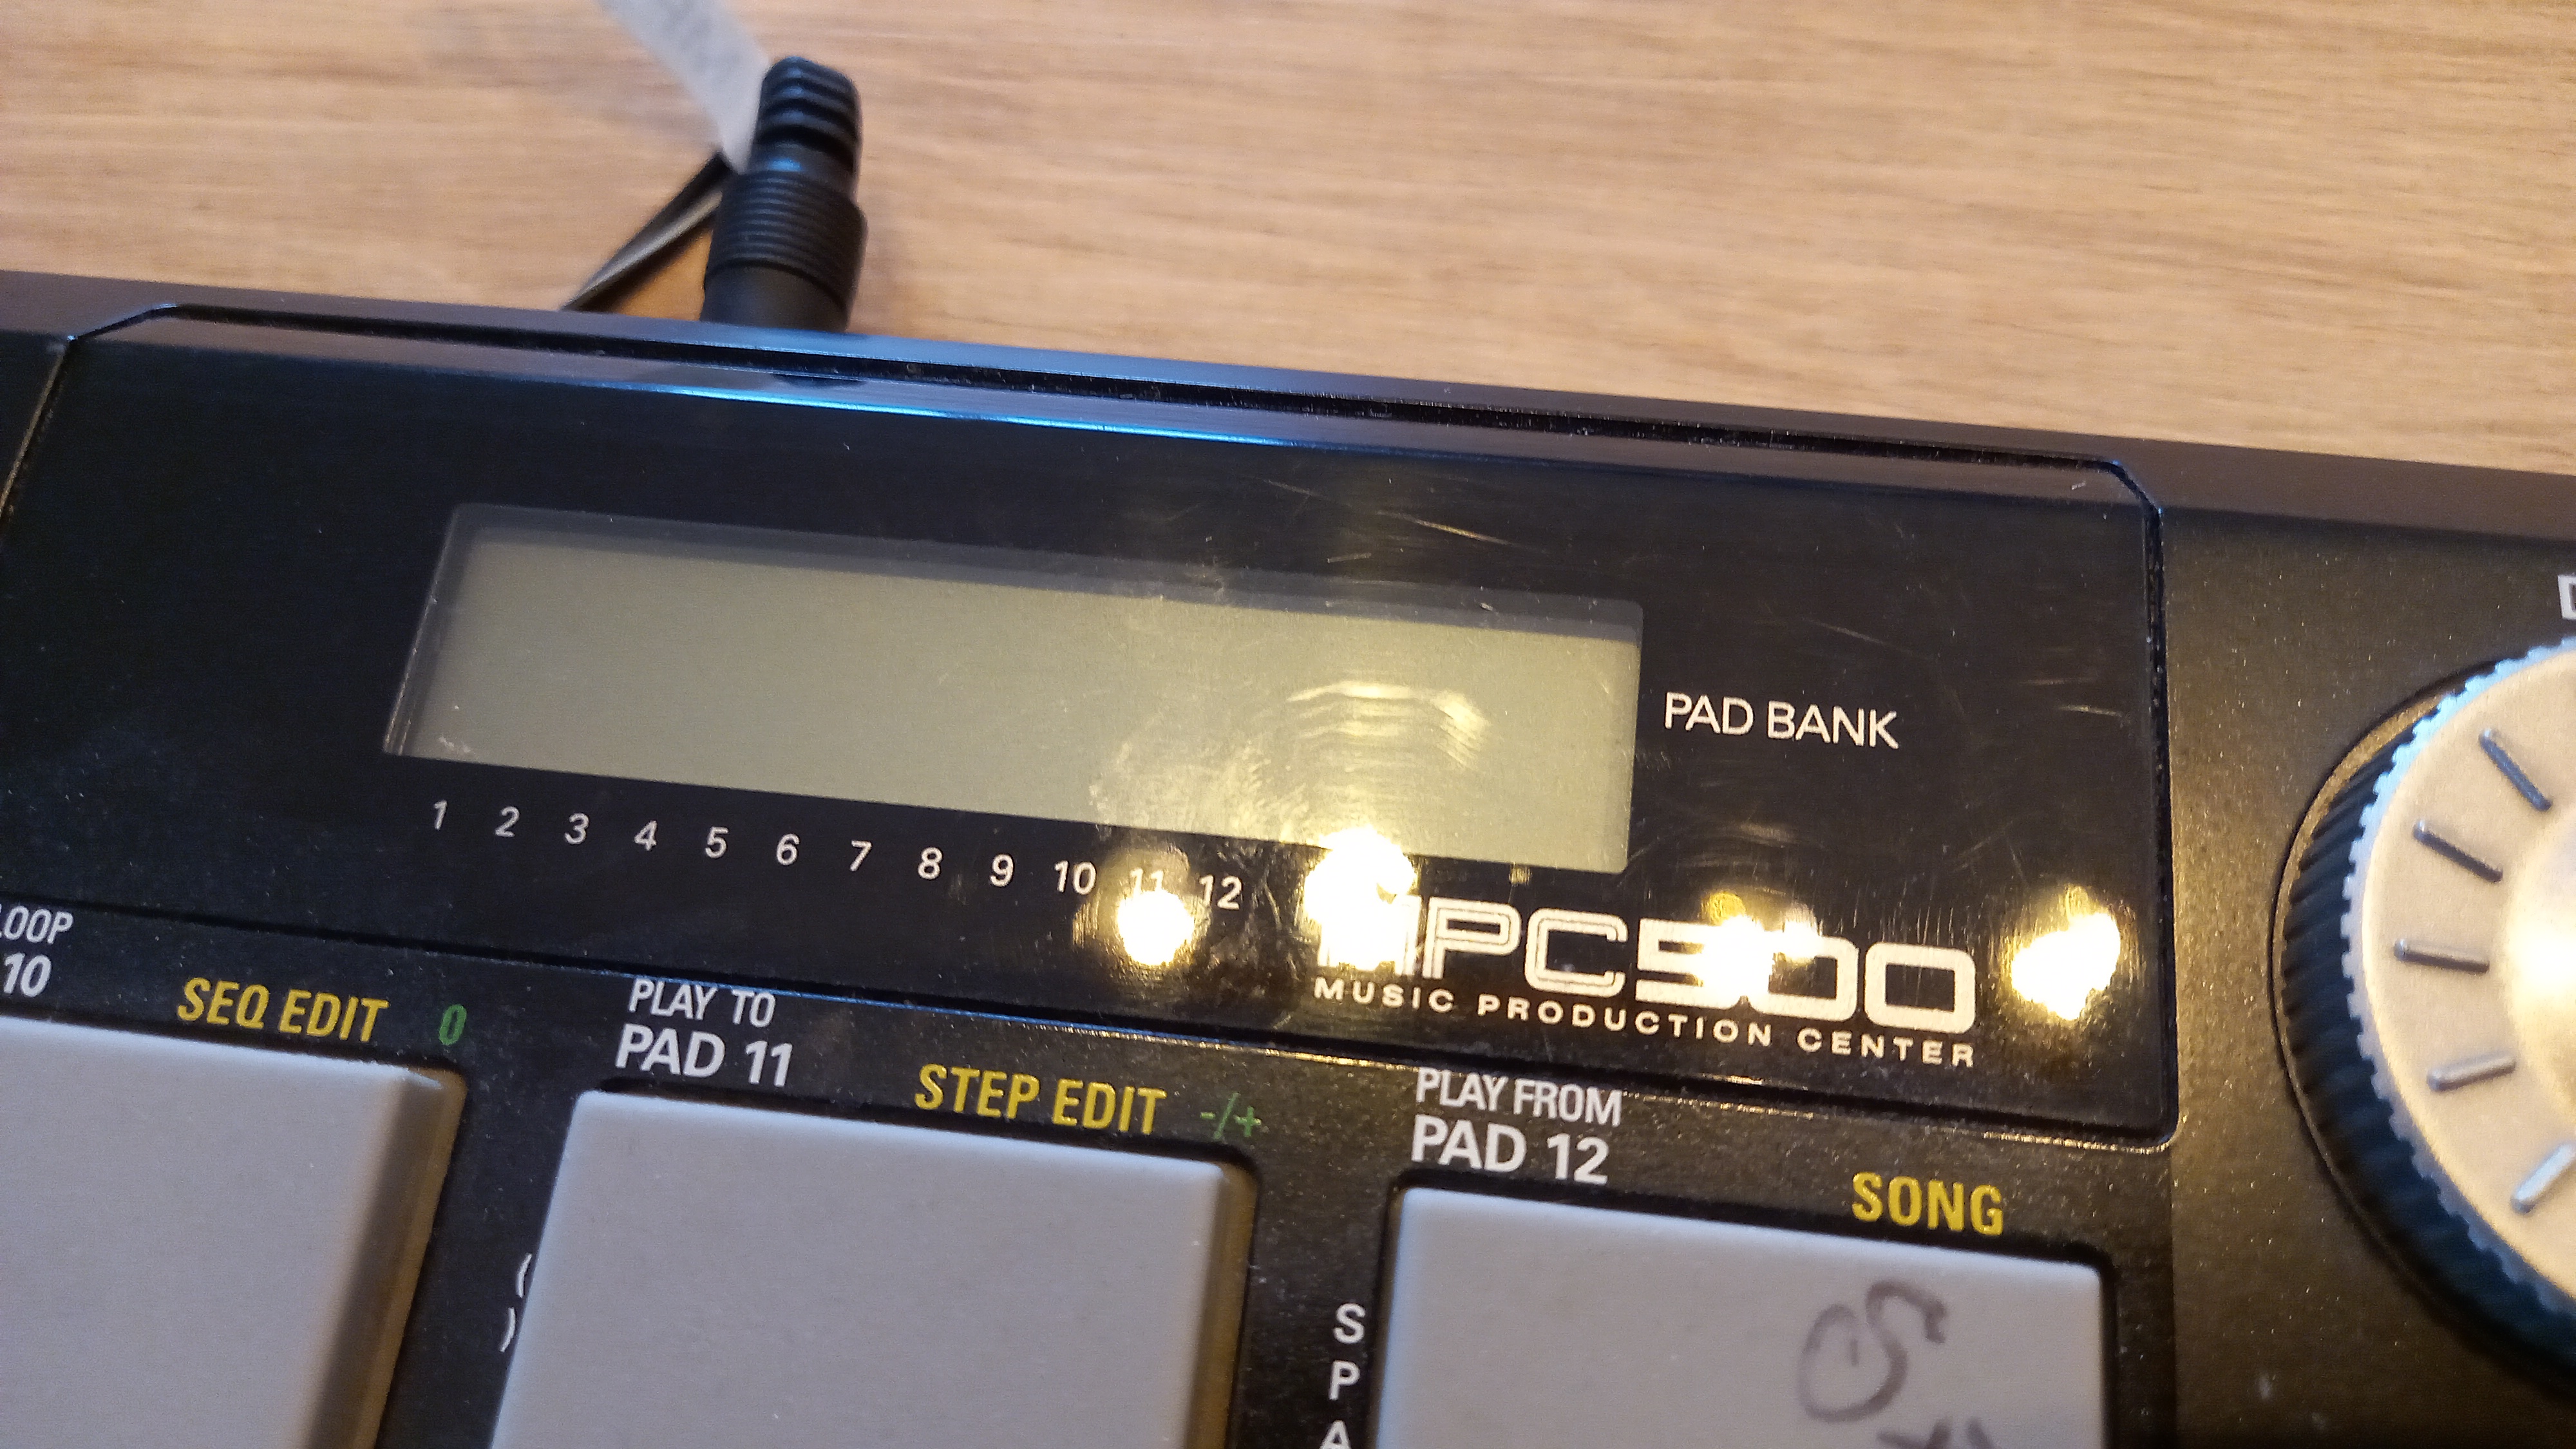 PAD BANK
1 2 3 4 5 6 7 8 9 10 11 12
MPC500
MUSIC PRODUCTION CENTER
LOOP
10
SEQ EDIT 0
PLAY TO
PAD 11
STEP EDIT -/+
PLAY FROM
PAD 12
SONG
( )
S
P
A